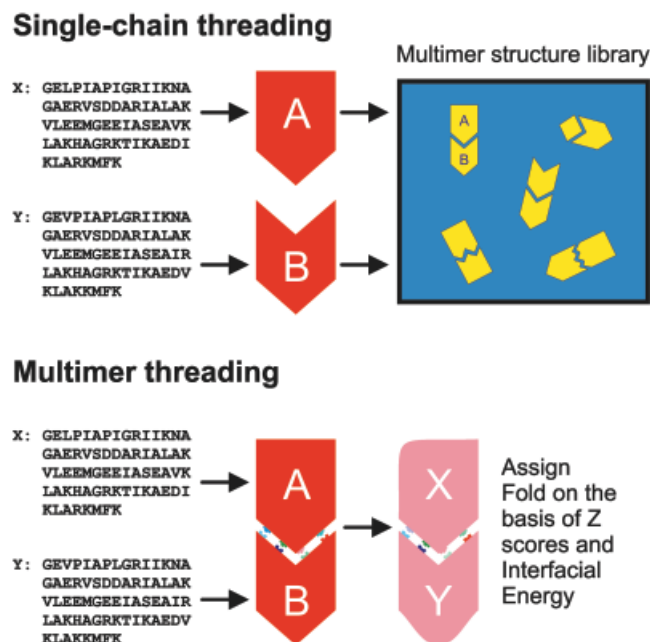 Single-chain threading
Multimer structure library
X: GELPIAPIGRIIKNA
GAERVSDDARIALAK
VLEEMGEEIASEAVK
LAKHAGRKTIKAEDI
KLARKMFK
A
Y: GEVPIAPLGRIIKNA
GAERVSDDARIALAK
VLEEMGEEIASEAIR
LAKHAGRKTIKAEDV
KLAKKMFK
B
A
B
Multimer threading
X: GELPIAPIGRIIKNA
GAERVSDDARIALAK
VLEEMGEEIASEAVK
LAKHAGRKTIKAEDI
KLARKMFK
A
X
Y: GEVPIAPLGRIIKNA
GAERVSDDARIALAK
VLEEMGEEIASEAIR
LAKHAGRKTIKAEDV
KLAKKMFK
B
Y
Assign
Fold on the
basis of Z
scores and
Interfacial
Energy